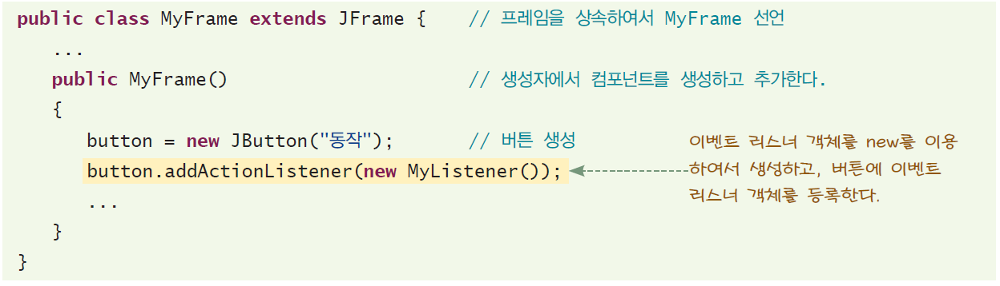 public class MyFrame extends JFrame { // 프레임을 상속하여서 MyFrame 선언
...
public MyFrame() // 생성자에서 컴포넌트를 생성하고 추가한다.
{
button = new JButton("동작"); // 버튼 생성
button.addActionListener(new MyListener());
...
}
}
이벤트 리스너 객체를 new를 이용
하여서 생성하고, 버튼에 이벤트
리스너 객체를 등록한다.